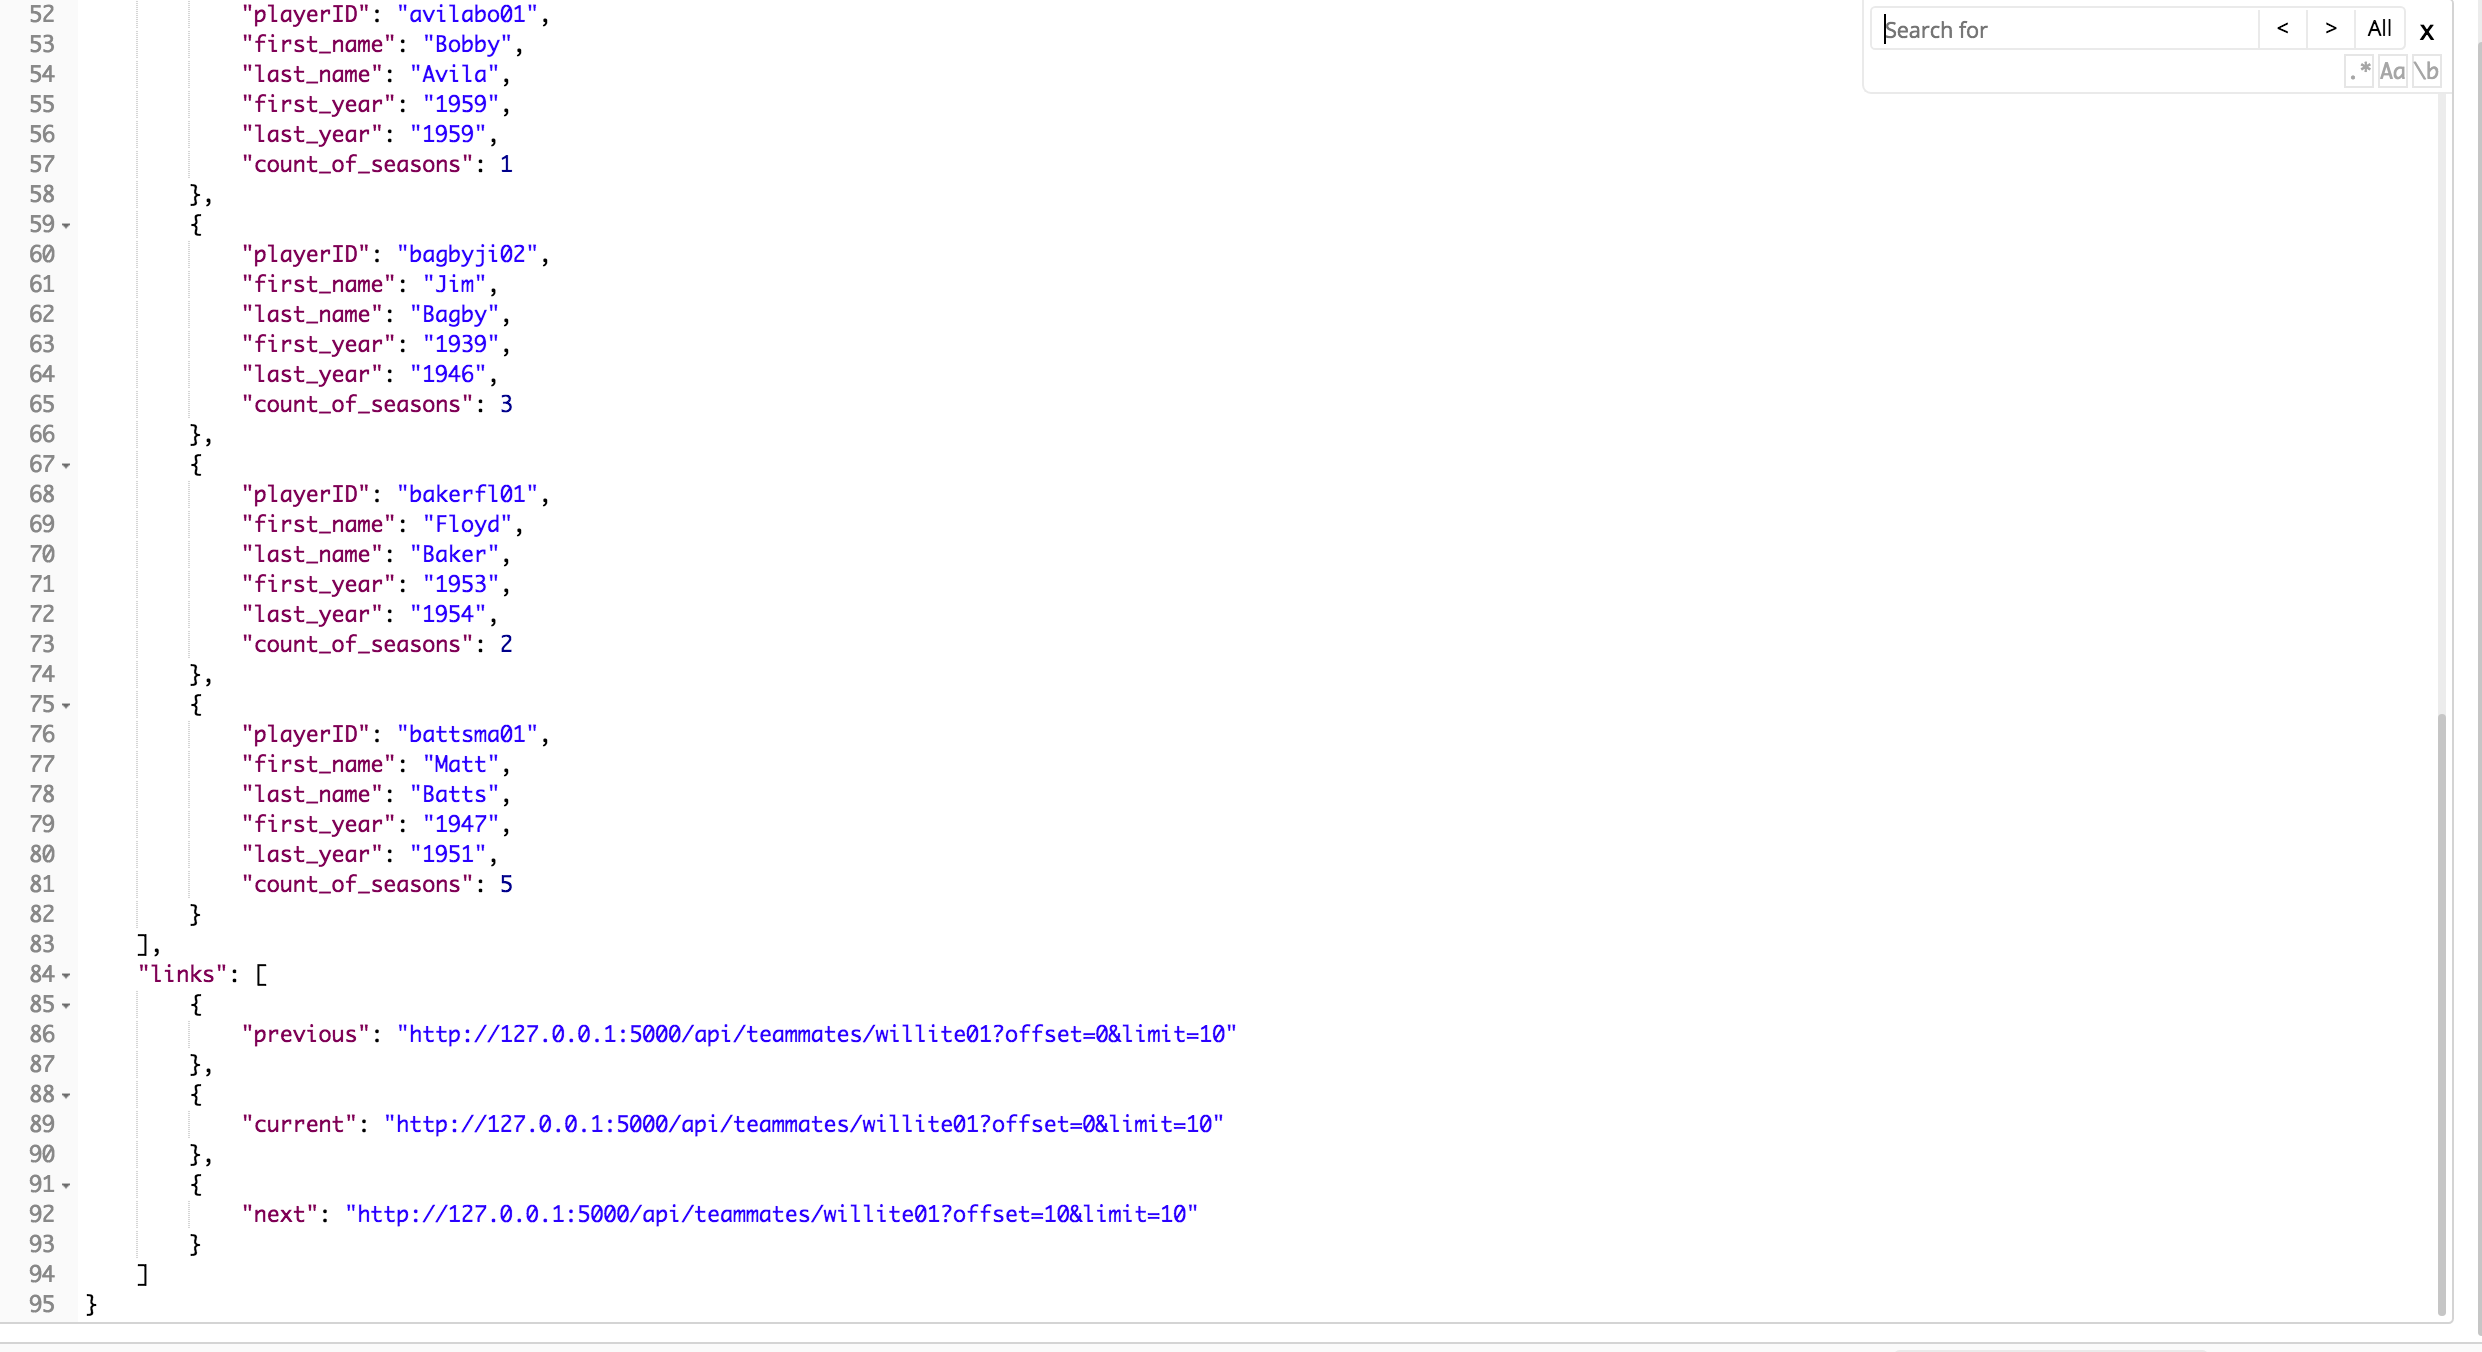 Search for < > All x
.* Aa \b
52 "playerID": "avilabo01",
53 "first_name": "Bobby",
54 "last_name": "Avila",
55 "first_year": "1959",
56 "last_year": "1959",
57 "count_of_seasons": 1
58 },
59 {
60 "playerID": "bagbyji02",
61 "first_name": "Jim",
62 "last_name": "Bagby",
63 "first_year": "1939",
64 "last_year": "1946",
65 "count_of_seasons": 3
66 },
67 {
68 "playerID": "bakerfl01",
69 "first_name": "Floyd",
70 "last_name": "Baker",
71 "first_year": "1953",
72 "last_year": "1954",
73 "count_of_seasons": 2
74 },
75 {
76 "playerID": "battsma01",
77 "first_name": "Matt",
78 "last_name": "Batts",
79 "first_year": "1947",
80 "last_year": "1951",
81 "count_of_seasons": 5
82 }
83 ],
84 "links": [
85 {
86 "previous": "http://127.0.0.1:5000/api/teammates/willite01?offset=0&limit=10"
87 },
88 {
89 "current": "http://127.0.0.1:5000/api/teammates/willite01?offset=0&limit=10"
90 },
91 {
92 "next": "http://127.0.0.1:5000/api/teammates/willite01?offset=10&limit=10"
93 }
94 ]
95 }